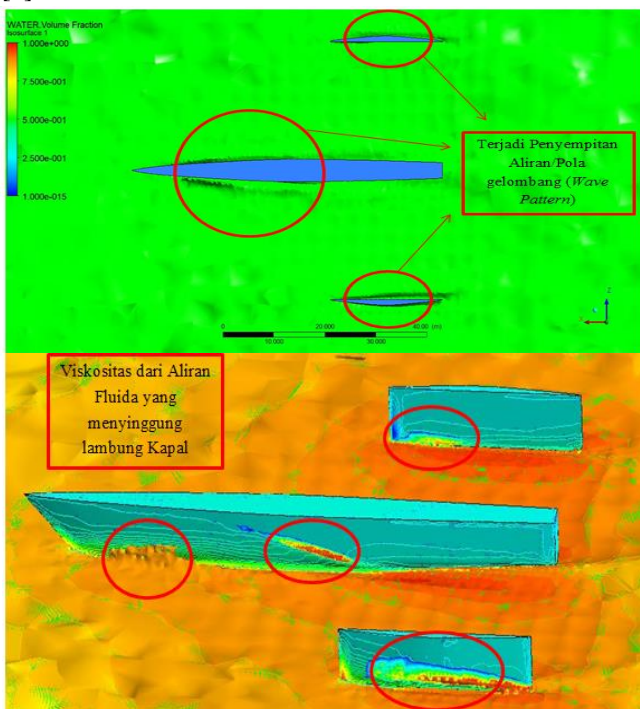 WATER.Volume Fraction
Isosurface 1
1.000e+000
7.500e-001
5.000e-001
2.500e-001
1.000e-015
Terjadi Penyempitan
Aliran/Pola
gelombang (Wave
Pattern)
0
20.000
40.00 (m)
10.000
30.000
Z
X
Viskositas dari Aliran
Fluida yang
menyinggung
lambung Kapal